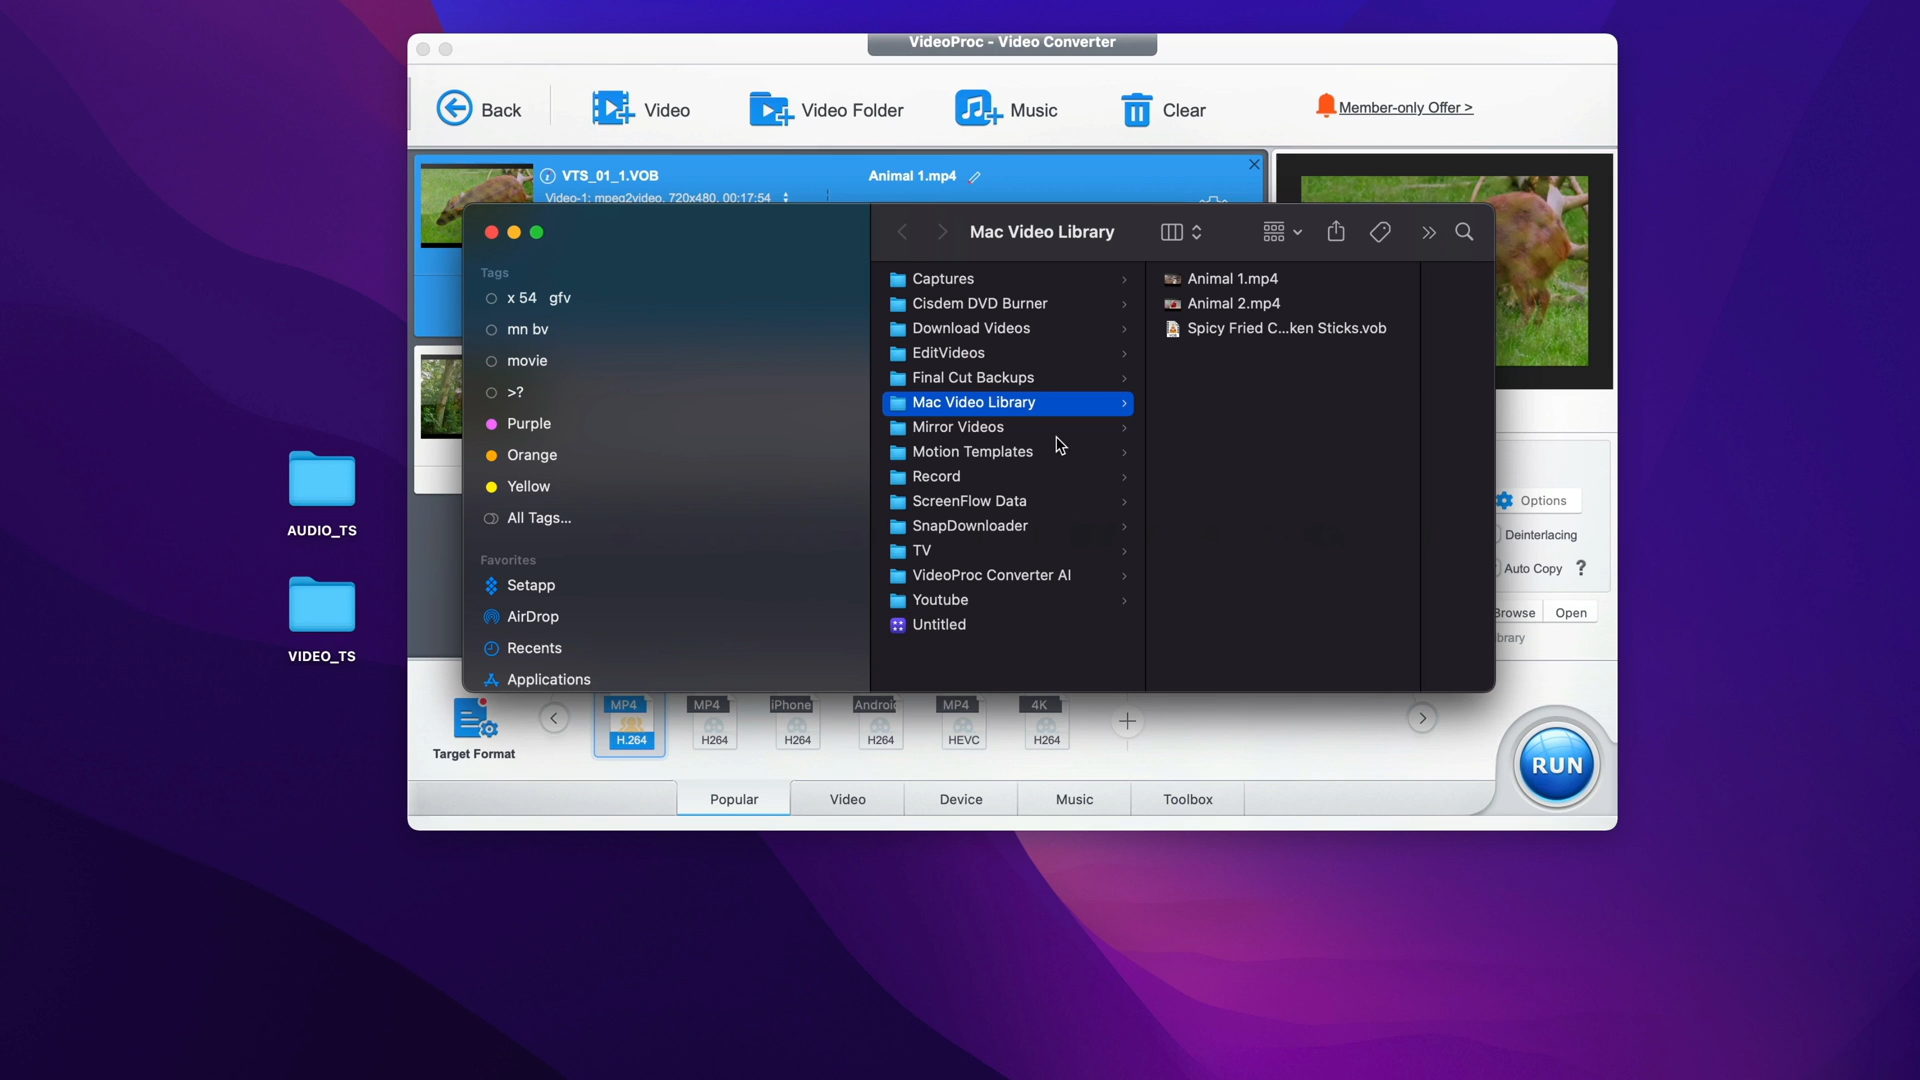 VideoProc - Video Converter
Back
Video
Video Folder
Music
Clear
Member-only Offer >
VTS_01_1.VOB
Animal 1.mp4
Video-1: mpeg2video, 720x480, 00:17:54
Mac Video Library
Tags
x 54 gfv
mn bv
movie
>?
Purple
Orange
Yellow
All Tags...
Favorites
Setapp
AirDrop
Recents
Applications
Captures
Cisdem DVD Burner
Download Videos
EditVideos
Final Cut Backups
Mac Video Library
Mirror Videos
Motion Templates
Record
ScreenFlow Data
SnapDownloader
TV
VideoProc Converter AI
Youtube
Untitled
Animal 1.mp4
Animal 2.mp4
Spicy Fried C...ken Sticks.vob
AUDIO_TS
VIDEO_TS
Options
Deinterlacing
Auto Copy ?
Browse
Open
brary
Target Format
MP4
H.264
MP4
H264
iPhone
H264
Android
H264
MP4
HEVC
4K
H264
RUN
Popular
Video
Device
Music
Toolbox